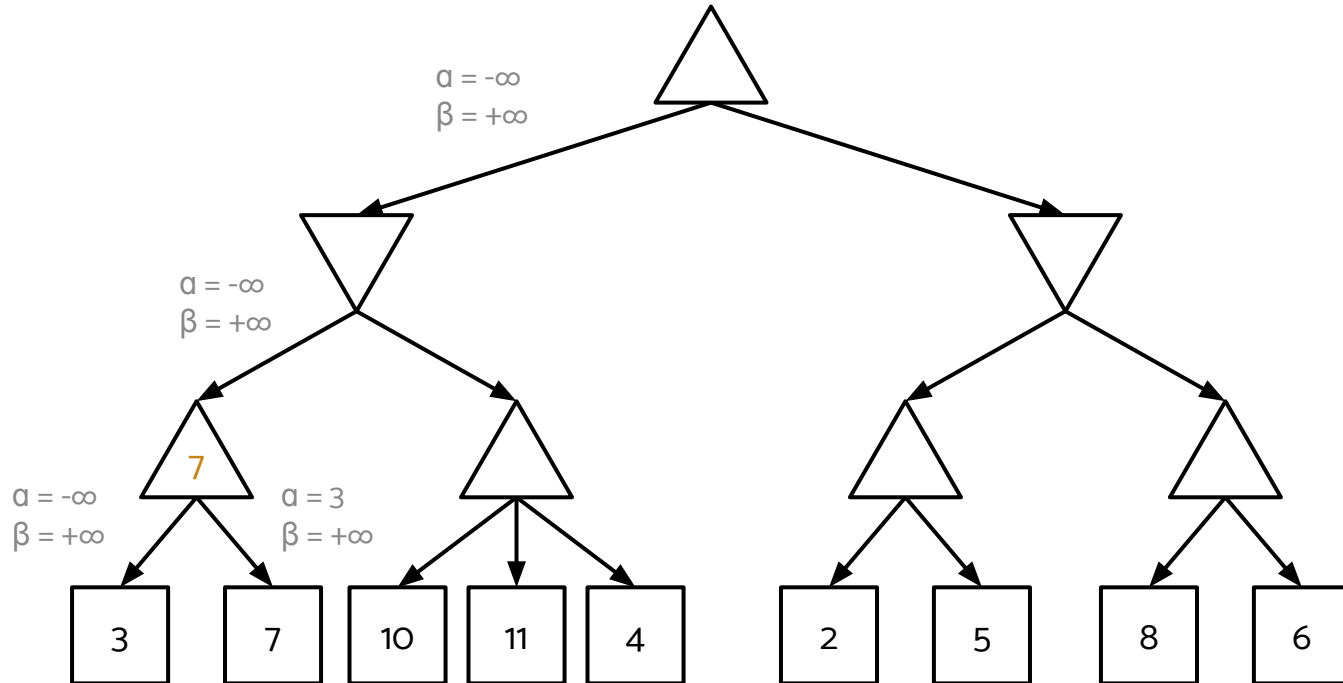 α = -∞
β = +∞
α = -∞
β = +∞
7
α = -∞
β = +∞
α = 3
β = +∞
3
7
10
11
4
2
5
8
6